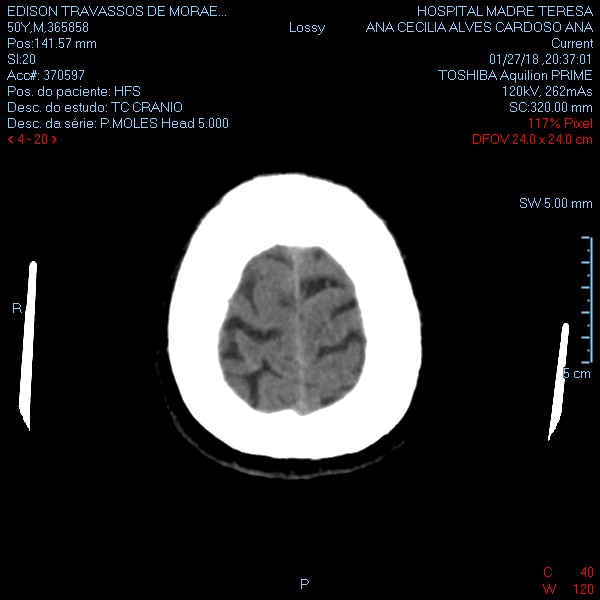 EDISON TRAVASSOS DE MORAE...
50Y,M,365858
Pos:141.57 mm
Sl:20
Acc#: 370597
Pos. do paciente: HFS
Desc. do estudo: TC CRANIO
Desc. da série: P.MOLES Head 5.000
< 4 - 20 >
Lossy
HOSPITAL MADRE TERESA
ANA CECILIA ALVES CARDOSO ANA
Current
01/27/18 ,20:37:01
TOSHIBA Aquilion PRIME
120kV, 262mAs
SC:320.00 mm
117% Pixel
DFOV 24.0 x 24.0 cm
SW 5.00 mm
R
5 cm
P
C 40
W 120